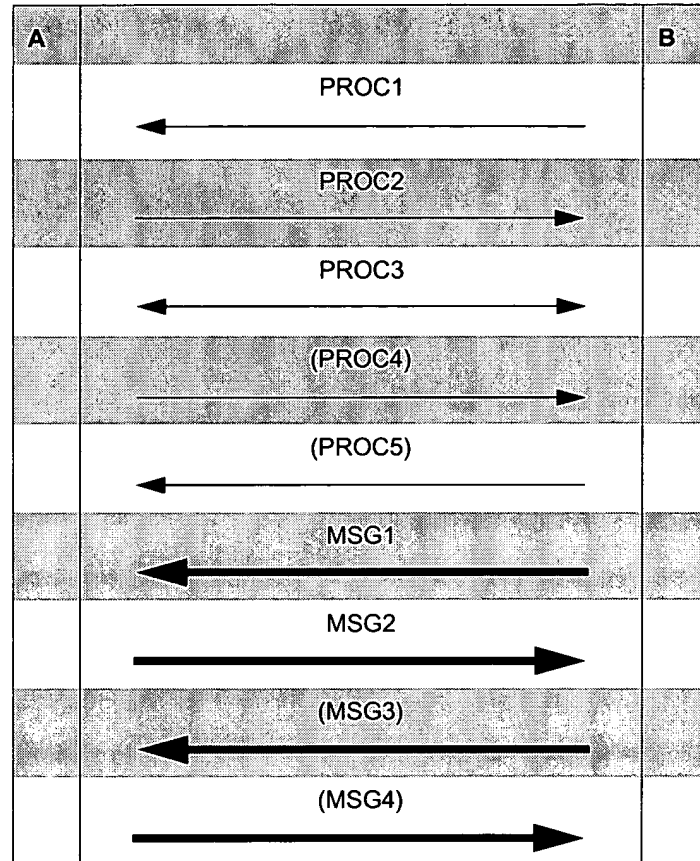 A B
PROC1
PROC2
PROC3
(PROC4)
(PROC5)
MSG1
MSG2
(MSG3)
(MSG4)